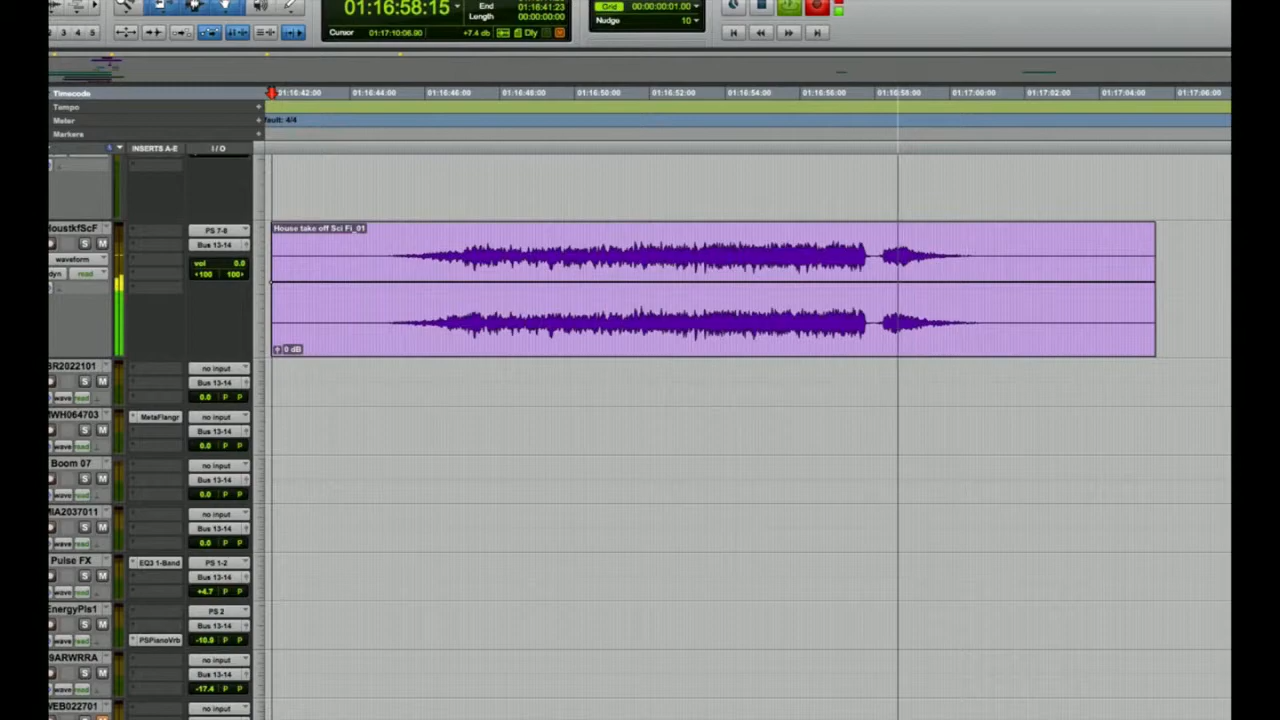 01:16:58:15
End 01:16:41:23
Length 00:00:00:00
Grid 00:00:00:01.00
Nudge 10
2 3 4 5
Cursor 01:17:10:06.90 +7.4 db Dly
Timecode 01:16:42:00 01:16:44:00 01:16:46:00 01:16:48:00 01:16:50:00 01:16:52:00 01:16:54:00 01:16:56:00 01:16:58:00 01:17:00:00 01:17:02:00 01:17:04:00 01:17:06:00
Tempo
Meter fault: 4/4
Markers
INSERTS A-E I / O
HoustkfScF PS 7-8 House take off Sci Fi_01
S M Bus 13-14
waveform vol 0.0
dyn read +100 100+
0 dB
BR2022101 no input
S M Bus 13-14
wave read 0.0 P P
MWH064703 MetaFlangr no input
S M Bus 13-14
wave read 0.0 P P
Boom 07 no input
S M Bus 13-14
wave read 0.0 P P
MIA2037011 no input
S M Bus 13-14
wave read 0.0 P P
Pulse FX EQ3 1-Band PS 1-2
S M Bus 13-14
wave read +4.7 P P
EnergyPls1 PS 2
S M Bus 13-14
wave read PSPianoVrb -10.9 P P
9ARWRRA no input
S M Bus 13-14
wave read -17.4 P P
WEB022701 no input